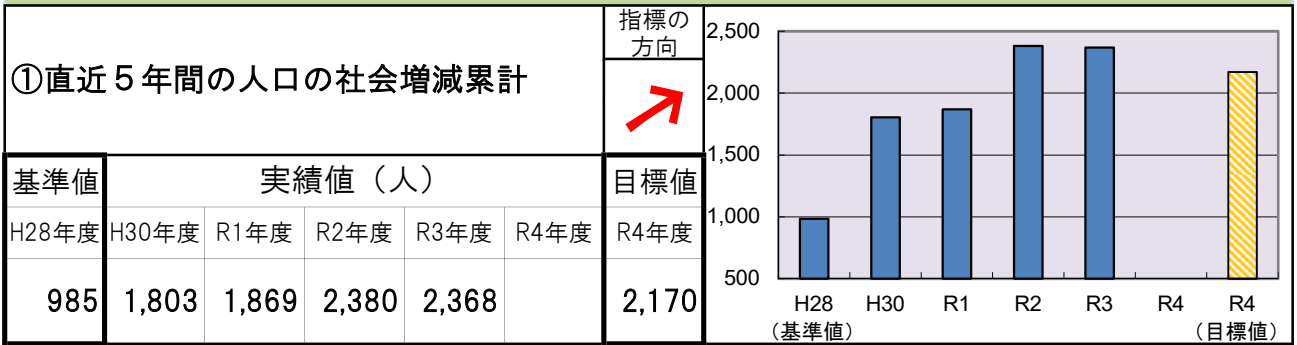 ①直近５年間の人口の社会増減累計
指標の
方向
基準値 実績値（人） 目標値
H28年度 H30年度 R1年度 R2年度 R3年度 R4年度 R4年度
985 1,803 1,869 2,380 2,368 2,170
2,500
2,000
1,500
1,000
500
H28 H30 R1 R2 R3 R4 R4
（基準値） （目標値）